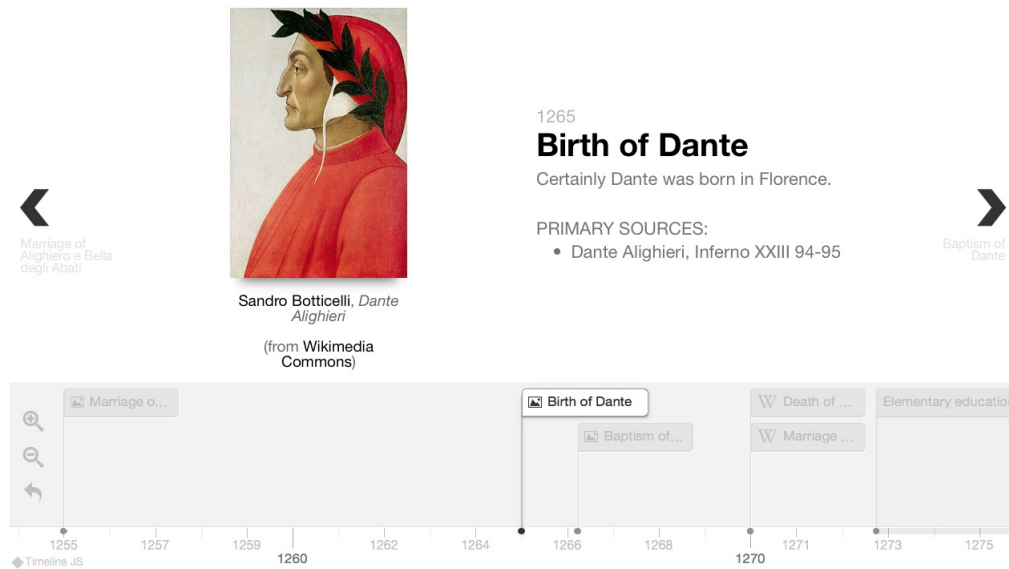 1265
Birth of Dante
Certainly Dante was born in Florence.
PRIMARY SOURCES:
• Dante Alighieri, Inferno XXIII 94-95
Marriage of
Alighiero e Bella
degli Abati
Baptism of
Dante
Sandro Botticelli, Dante
Alighieri
(from Wikimedia
Commons)
Marriage o...
Birth of Dante
Death of ...
Elementary education
Baptism of...
Marriage ...
1255 1257 1259 1260 1262 1264 1266 1268 1270 1271 1273 1275
Timeline JS